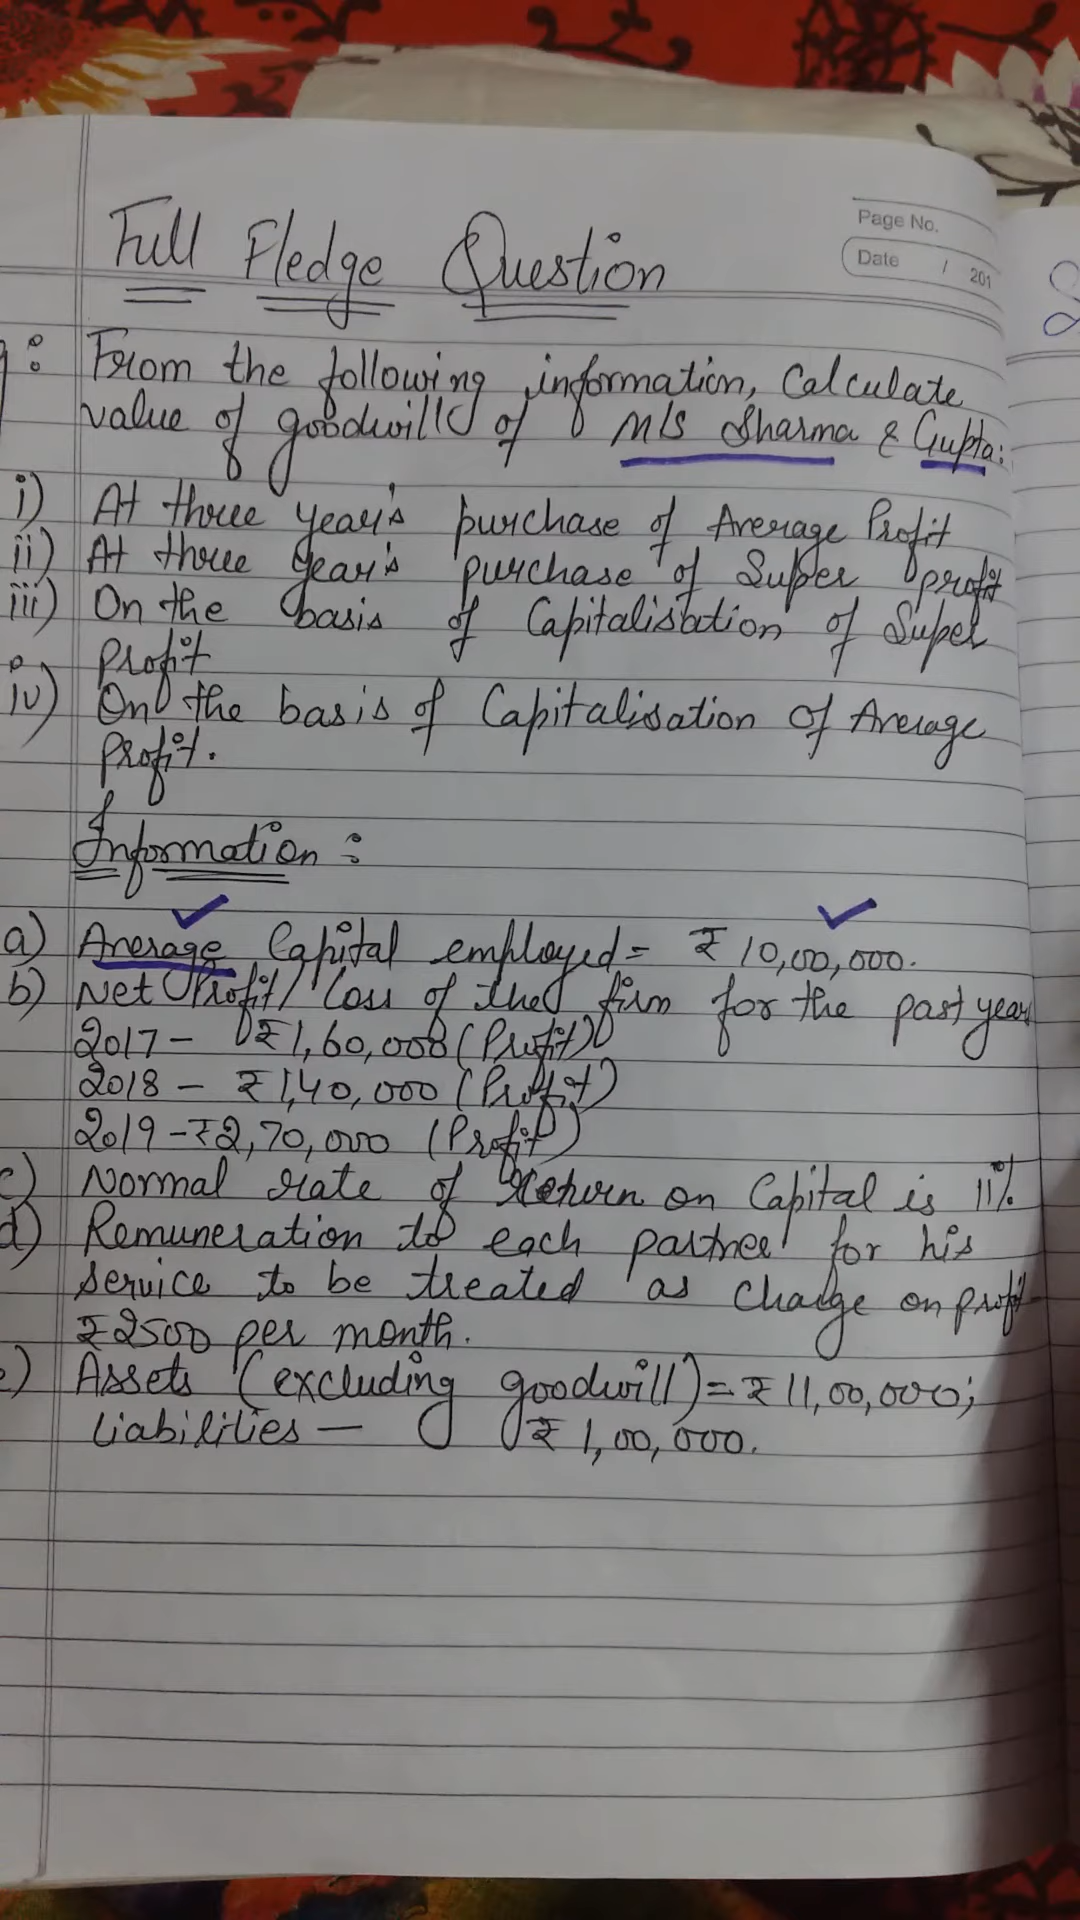 Page No.
Date / 201
Full Fledge Question
: From the following information, Calculate
value of goodwill of M/S Sharma & Gupta:
i) At three year's purchase of Average Profit
ii) At three year's purchase of Super profit
iii) On the basis of Capitalisation of Super
Profit
iv) On the basis of Capitalisation of Average
Profit.
Information :
a) Average Capital employed = ₹ 10,00,000.
b) Net Profit/Loss of the firm for the past years
2017 - ₹1,60,000 (Profit)
2018 - ₹1,40,000 (Profit)
2019 - ₹2,70,000 (Profit)
c) Normal rate of Return on Capital is 11%
d) Remuneration to each partner for his
service to be treated as charge on profit
₹2500 per month.
e) Assets (excluding goodwill) = ₹ 11,00,000;
Liabilities — ₹ 1,00,000.